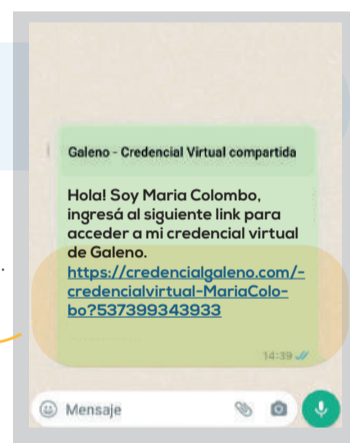 Galeno - Credencial Virtual compartida
Hola! Soy Maria Colombo,
ingresá al siguiente link para
acceder a mi credencial virtual
de Galeno.
https://credencialgaleno.com/-
credencialvirtual-MariaColo-
bo?537399343933
14:39
Mensaje